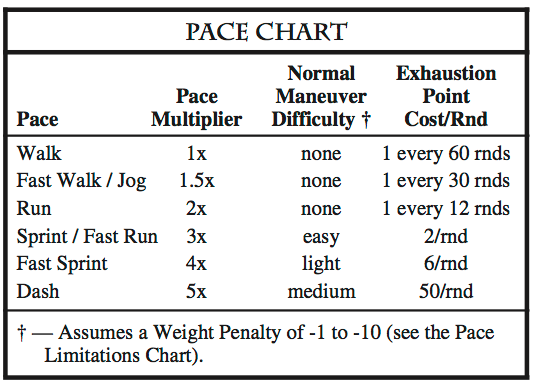 PACE CHART
Normal Exhaustion
Pace Maneuver Point
Pace Multiplier Difficulty † Cost/Rnd
Walk 1x none 1 every 60 rnds
Fast Walk / Jog 1.5x none 1 every 30 rnds
Run 2x none 1 every 12 rnds
Sprint / Fast Run 3x easy 2/rnd
Fast Sprint 4x light 6/rnd
Dash 5x medium 50/rnd
† — Assumes a Weight Penalty of -1 to -10 (see the Pace
Limitations Chart).